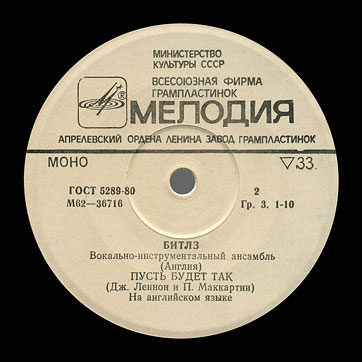 МИНИСТЕРСТВО
КУЛЬТУРЫ СССР
ВСЕСОЮЗНАЯ ФИРМА
ГРАМПЛАСТИНОК
® МЕЛОДИЯ
АПРЕЛЕВСКИЙ ОРДЕНА ЛЕНИНА ЗАВОД ГРАМПЛАСТИНОК
МОНО ▽33
ГОСТ 5289-80 2
М62—36716 Гр. 3. 1-10
БИТЛЗ
Вокально-инструментальный ансамбль
(Англия)
ПУСТЬ БУДЕТ ТАК
(Дж. Леннон и П. Маккартни)
На английском языке